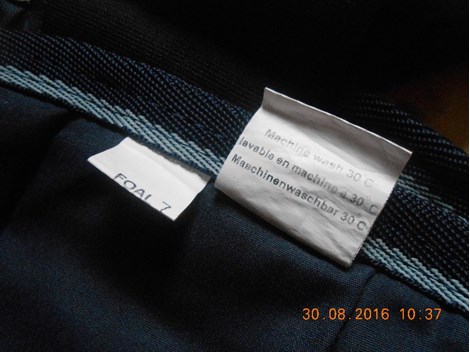 Machine wash 30°C
lavable en machine à 30°C
Maschinenwaschbar 30°C
FOAL 7
30.08.2016 10:37